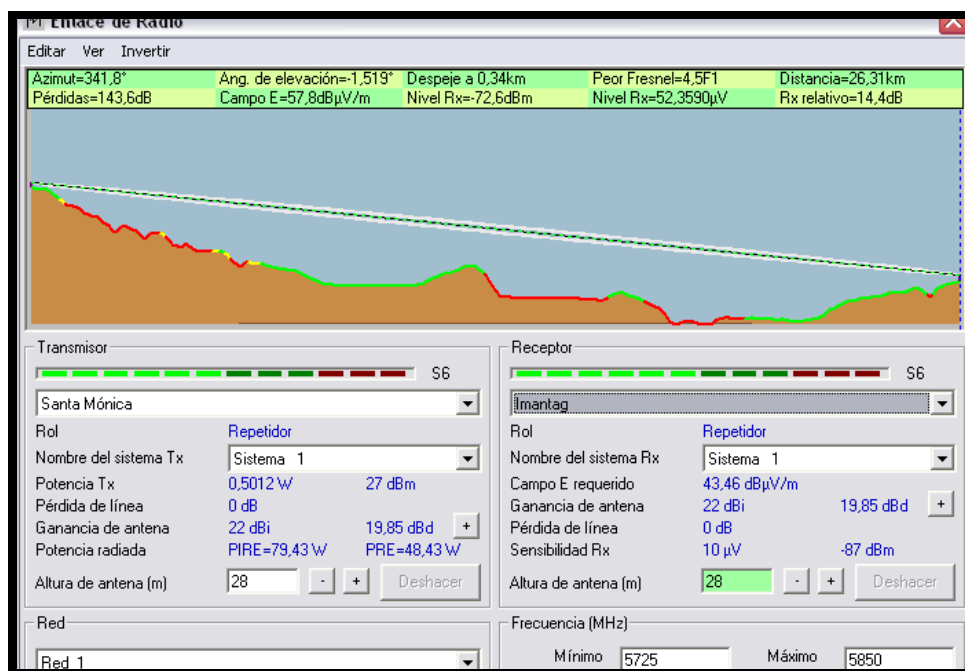 Enlace de Radio
Editar Ver Invertir
Azimut=341,8° Ang. de elevación=-1,519° Despeje a 0,34km Peor Fresnel=4,5F1 Distancia=26,31km
Pérdidas=143,6dB Campo E=57,8dBµV/m Nivel Rx=-72,6dBm Nivel Rx=52,3590µV Rx relativo=14,4dB
Transmisor
S6
Santa Mónica
Rol Repetidor
Nombre del sistema Tx Sistema 1
Potencia Tx 0,5012 W 27 dBm
Pérdida de línea 0 dB
Ganancia de antena 22 dBi 19,85 dBd +
Potencia radiada PIRE=79,43 W PRE=48,43 W
Altura de antena (m) 28 - + Deshacer
Red
Red 1
Receptor
S6
Imantag
Rol Repetidor
Nombre del sistema Rx Sistema 1
Campo E requerido 43,46 dBµV/m
Ganancia de antena 22 dBi 19,85 dBd +
Pérdida de línea 0 dB
Sensibilidad Rx 10 µV -87 dBm
Altura de antena (m) 28 - + Deshacer
Frecuencia (MHz)
Mínimo 5725 Máximo 5850